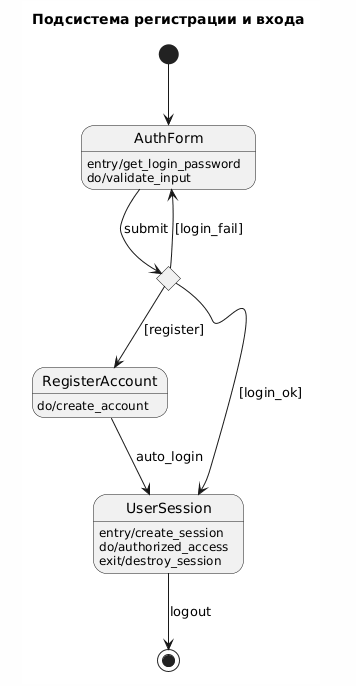 Подсистема регистрации и входа
AuthForm
entry/get_login_password
do/validate_input
submit
[login_fail]
[register]
[login_ok]
RegisterAccount
do/create_account
auto_login
UserSession
entry/create_session
do/authorized_access
exit/destroy_session
logout